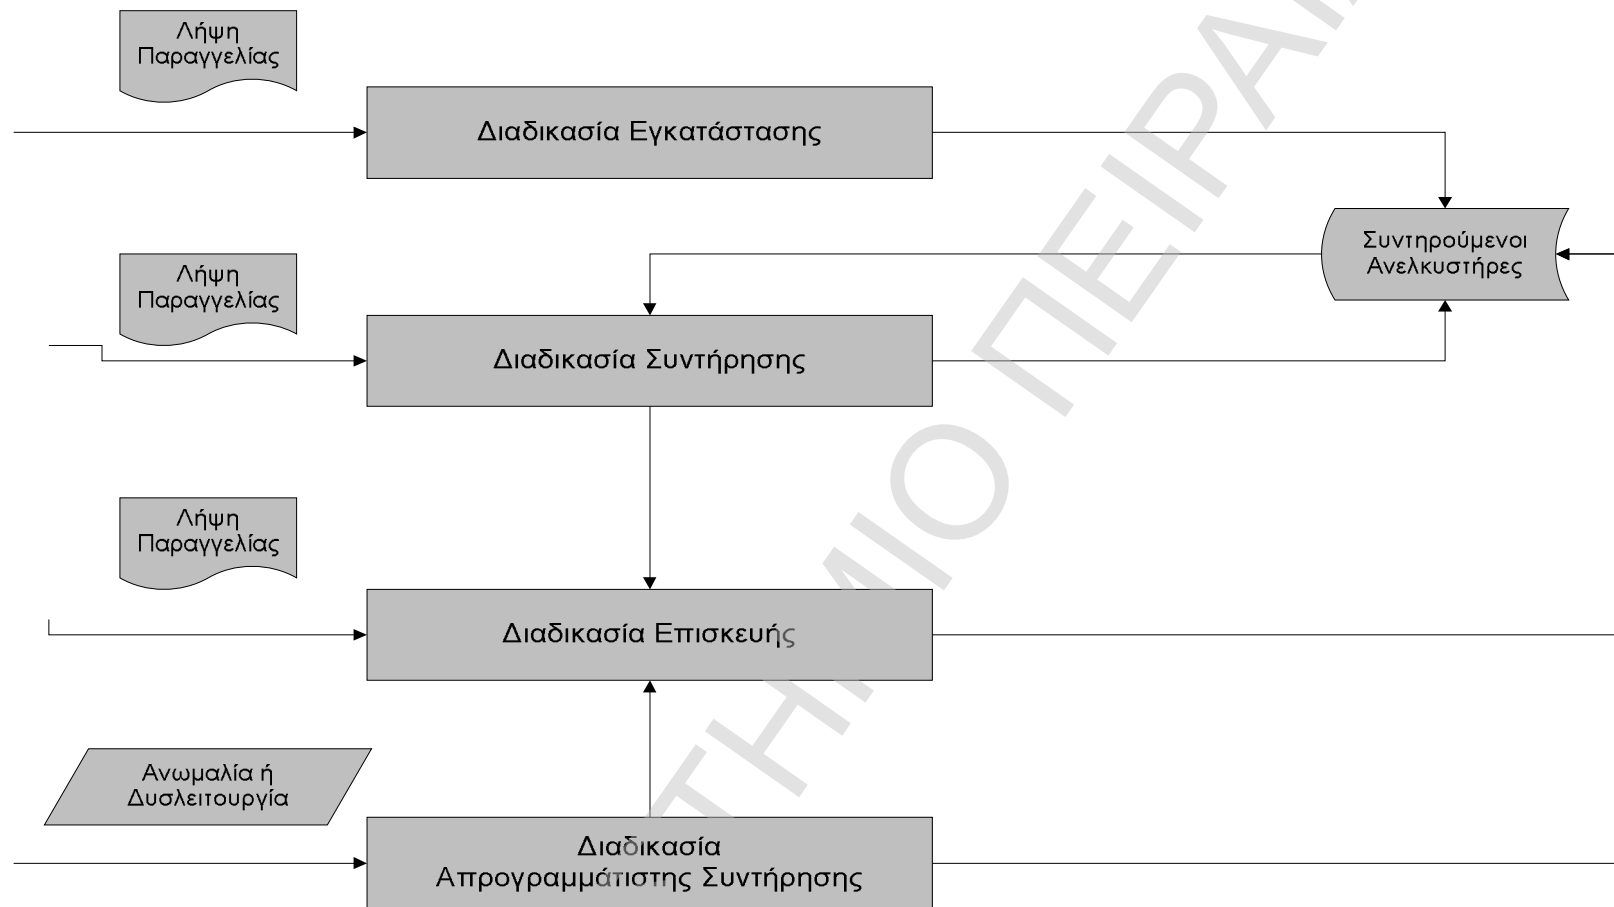 Λήψη
Παραγγελίας
Διαδικασία Εγκατάστασης
Συντηρούμενοι
Ανελκυστήρες
Λήψη
Παραγγελίας
Διαδικασία Συντήρησης
Λήψη
Παραγγελίας
Διαδικασία Επισκευής
Ανωμαλία ή
Δυσλειτουργία
Διαδικασία
Απρογραμμάτιστης Συντήρησης